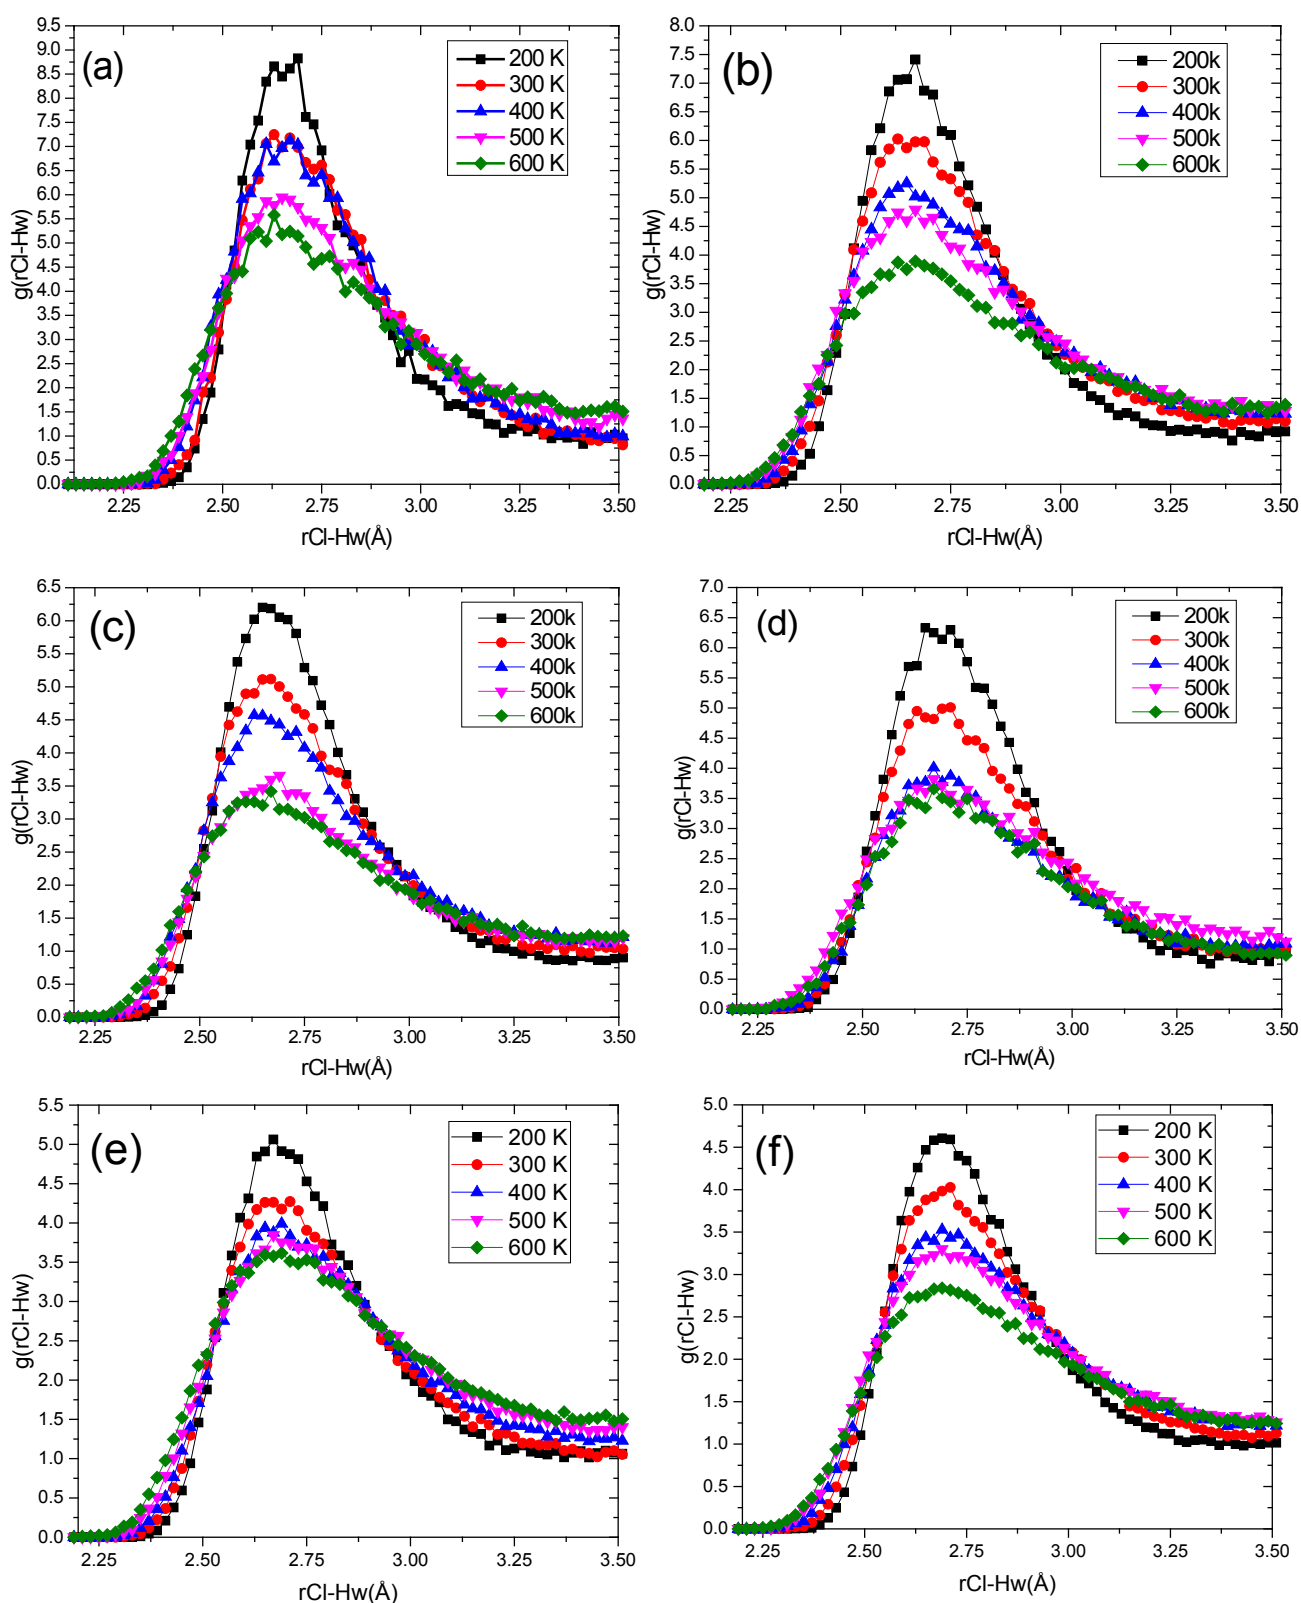 (a)
200 K
300 K
400 K
500 K
600 K
9.5
9.0
8.5
8.0
7.5
7.0
6.5
6.0
5.5
5.0
4.5
4.0
3.5
3.0
2.5
2.0
1.5
1.0
0.5
0.0
g(rCl-Hw)
2.25 2.50 2.75 3.00 3.25 3.50
rCl-Hw(Å)
(b)
200k
300k
400k
500k
600k
8.0
7.5
7.0
6.5
6.0
5.5
5.0
4.5
4.0
3.5
3.0
2.5
2.0
1.5
1.0
0.5
0.0
g(rCl-Hw)
2.25 2.50 2.75 3.00 3.25 3.50
rCl-Hw(Å)
(c)
200k
300k
400k
500k
600k
6.5
6.0
5.5
5.0
4.5
4.0
3.5
3.0
2.5
2.0
1.5
1.0
0.5
0.0
g(rCl-Hw)
2.25 2.50 2.75 3.00 3.25 3.50
rCl-Hw(Å)
(d)
200k
300k
400k
500k
600k
7.0
6.5
6.0
5.5
5.0
4.5
4.0
3.5
3.0
2.5
2.0
1.5
1.0
0.5
0.0
g(rCl-Hw)
2.25 2.50 2.75 3.00 3.25 3.50
rCl-Hw(Å)
(e)
200 K
300 K
400 K
500 K
600 K
5.5
5.0
4.5
4.0
3.5
3.0
2.5
2.0
1.5
1.0
0.5
0.0
g(rCl-Hw)
2.25 2.50 2.75 3.00 3.25 3.50
rCl-Hw(Å)
(f)
200 K
300 K
400 K
500 K
600 K
5.0
4.5
4.0
3.5
3.0
2.5
2.0
1.5
1.0
0.5
0.0
g(rCl-Hw)
2.25 2.50 2.75 3.00 3.25 3.50
rCl-Hw(Å)